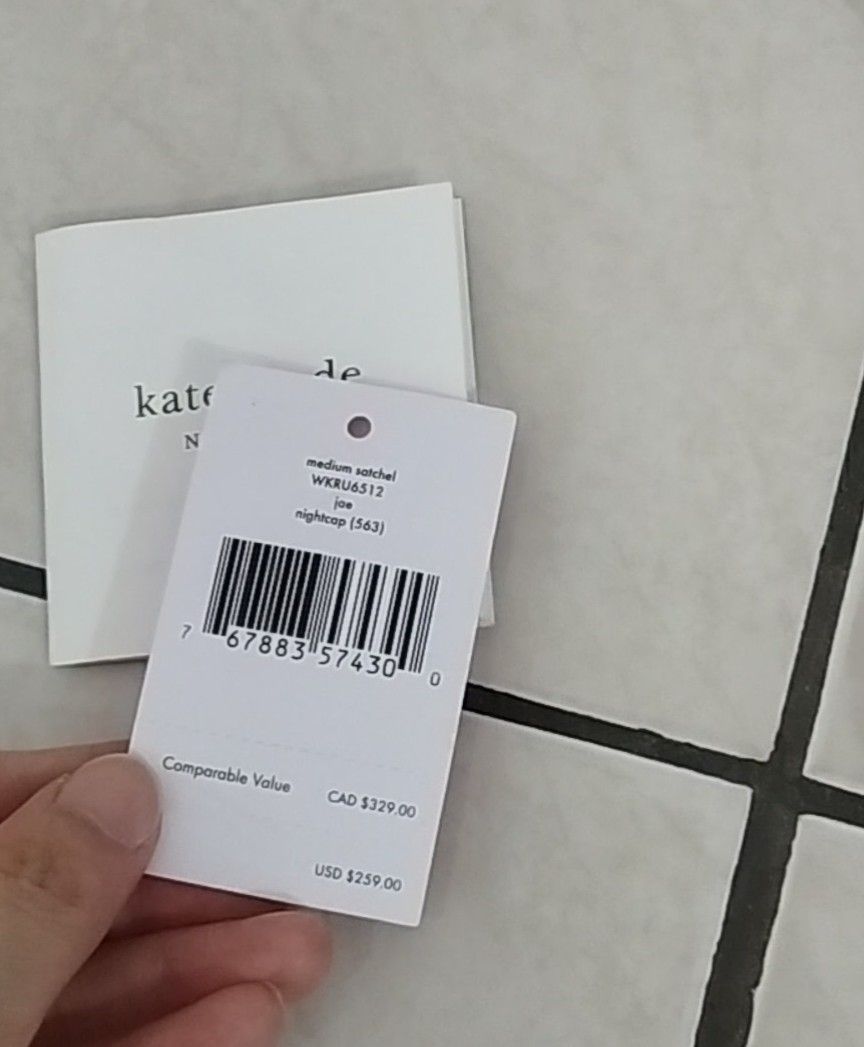 kate
de
N
medium satchel
WKRU6512
joe
nightcap (563)
7 67883 57430 0
Comparable Value CAD $329.00
USD $259.00